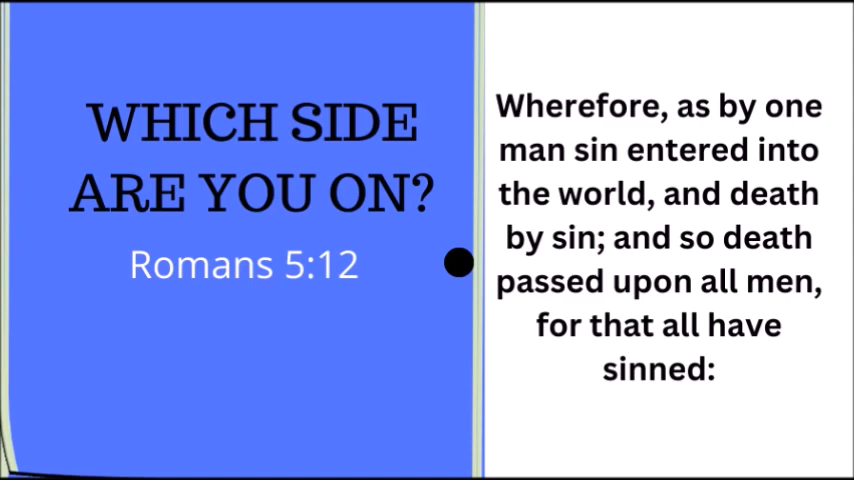 WHICH SIDE
ARE YOU ON?
Romans 5:12
Wherefore, as by one
man sin entered into
the world, and death
by sin; and so death
passed upon all men,
for that all have
sinned: